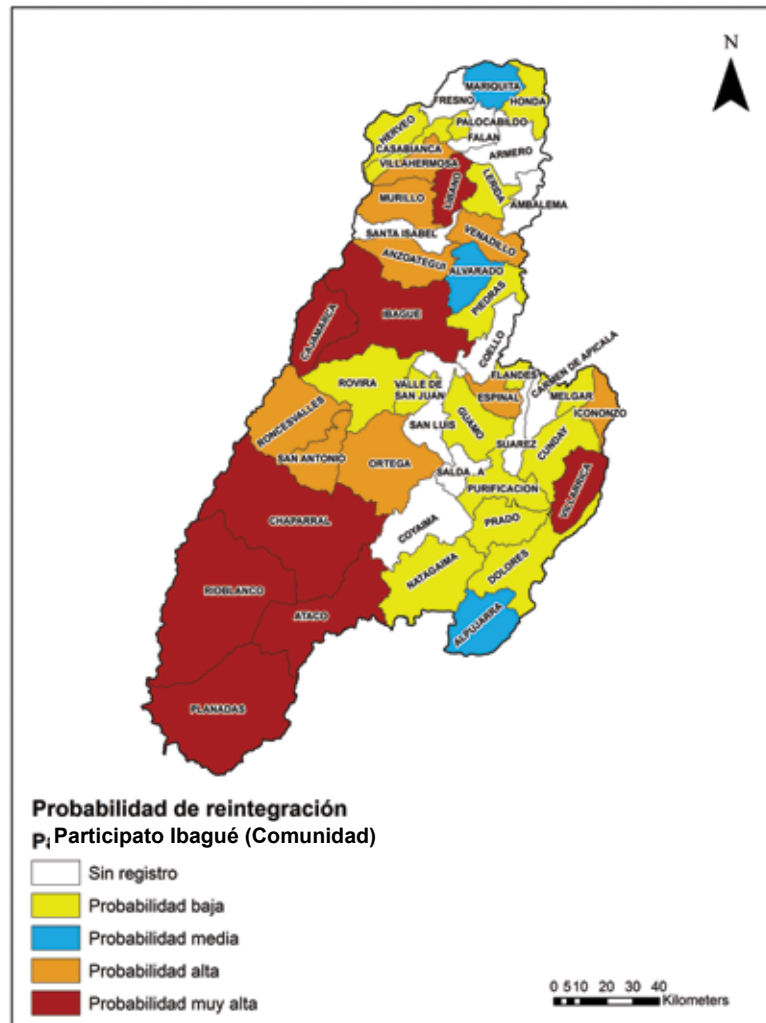 N
MARIQUITA
FRESNO
HONDA
HERVEO
PALOCABILDO
FALAN
CASABIANCA
ARMERO
VILLAHERMOSA
LIBANO
LERIDA
MURILLO
AMBALEMA
SANTA ISABEL
VENADILLO
ANZOATEGUI
ALVARADO
PIEDRAS
IBAGUE
CAJAMARCA
COELLO
CARMEN DE APICALA
FLANDES
ROVIRA
VALLE DE
SAN JUAN
ESPINAL
MELGAR
ICONONZO
RONCESVALLES
GUAMO
SAN LUIS
SUAREZ
CUNDAY
SAN ANTONIO
ORTEGA
SALDA..A
PURIFICACION
VILLARRICA
CHAPARRAL
COYAIMA
PRADO
NATAGAIMA
DOLORES
RIOBLANCO
ATACO
ALPUJARRA
PLANADAS
Probabilidad de reintegración
Participato Ibagué (Comunidad)
Sin registro
Probabilidad baja
Probabilidad media
Probabilidad alta
Probabilidad muy alta
0 5 10 20 30 40
Kilometers